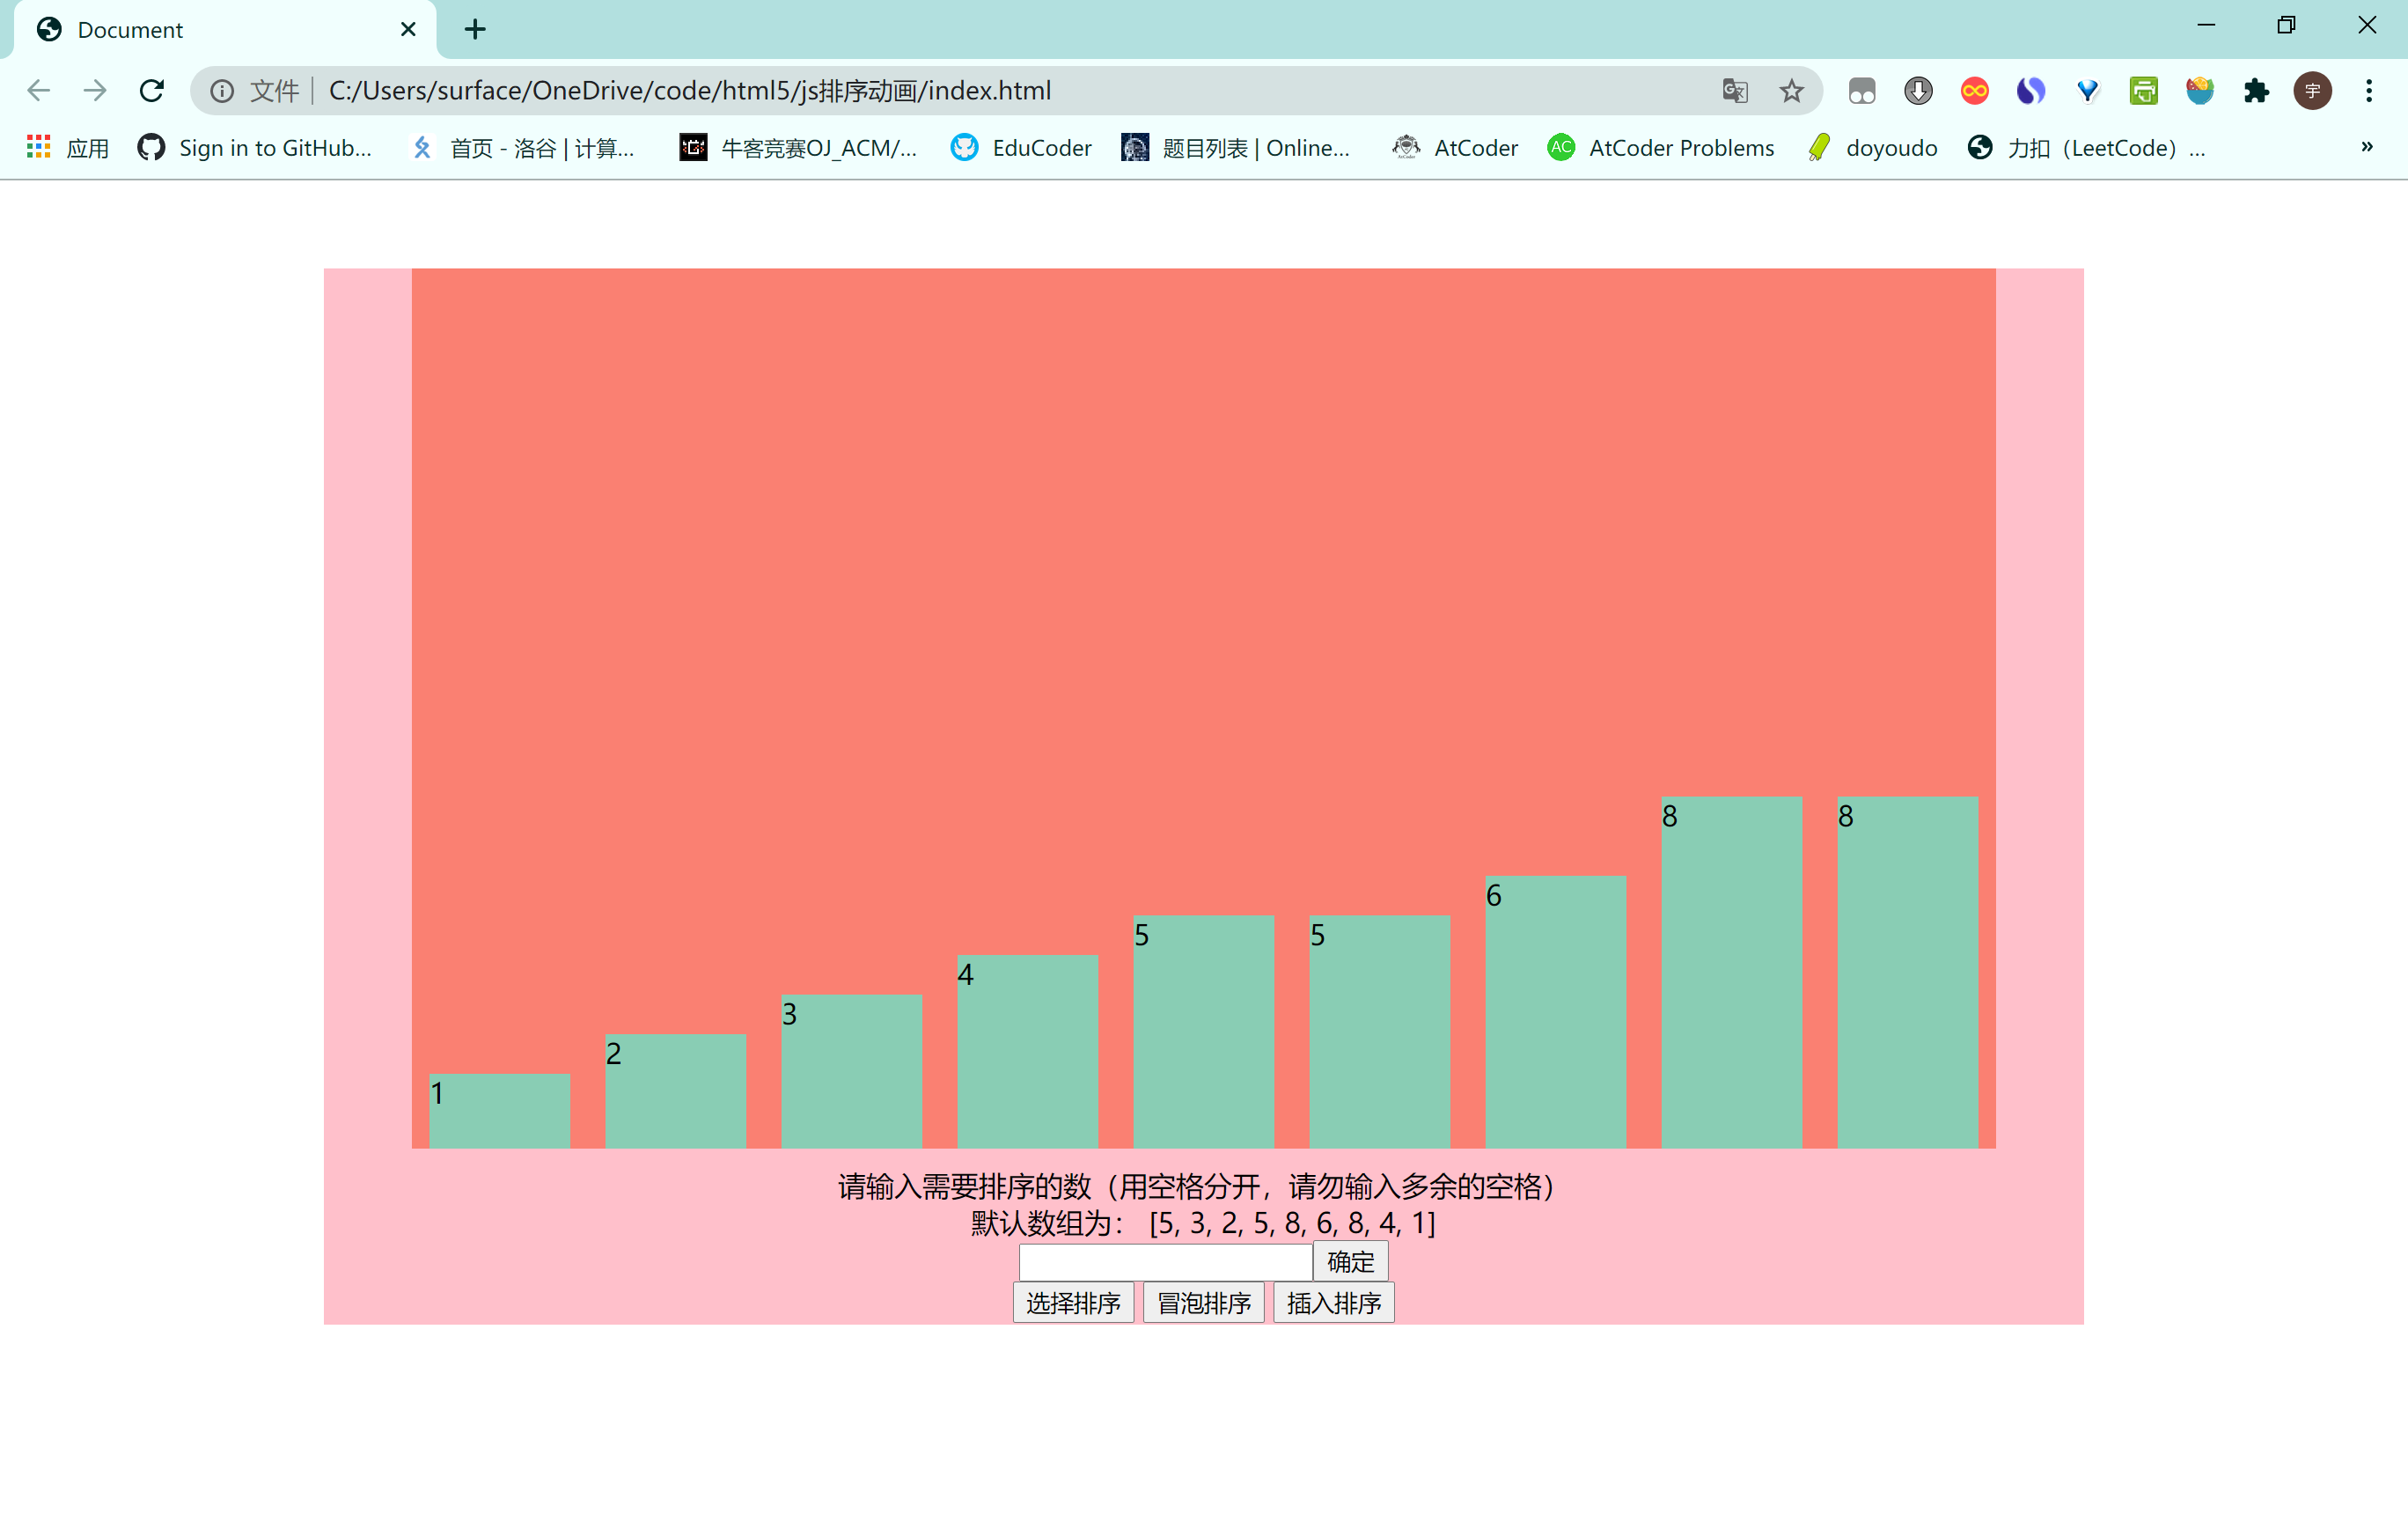 Document
文件 C:/Users/surface/OneDrive/code/html5/js排序动画/index.html
宇
应用 Sign in to GitHub... 首页 - 洛谷 | 计算... 牛客竞赛OJ_ACM/... EduCoder 题目列表 | Online... AtCoder AC AtCoder Problems doyoudo 力扣（LeetCode）... »
8 8
6
5 5
4
3
2
1
请输入需要排序的数（用空格分开，请勿输入多余的空格）
默认数组为： [5, 3, 2, 5, 8, 6, 8, 4, 1]
确定
选择排序 冒泡排序 插入排序